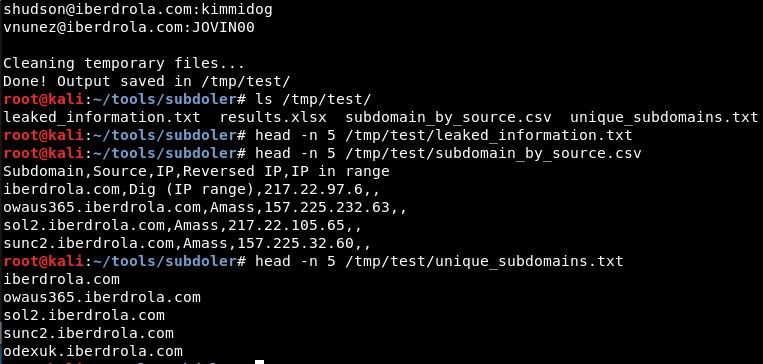 shudson@iberdrola.com:kimmidog
vnunez@iberdrola.com:JOVIN00
Cleaning temporary files...
Done! Output saved in /tmp/test/
root@kali:~/tools/subdoler# ls /tmp/test/
leaked_information.txt  results.xlsx  subdomain_by_source.csv  unique_subdomains.txt
root@kali:~/tools/subdoler# head -n 5 /tmp/test/leaked_information.txt
root@kali:~/tools/subdoler# head -n 5 /tmp/test/subdomain_by_source.csv
Subdomain,Source,IP,Reversed IP,IP in range
iberdrola.com,Dig (IP range),217.22.97.6,,
owaus365.iberdrola.com,Amass,157.225.232.63,,
sol2.iberdrola.com,Amass,217.22.105.65,,
sunc2.iberdrola.com,Amass,157.225.32.60,,
root@kali:~/tools/subdoler# head -n 5 /tmp/test/unique_subdomains.txt
iberdrola.com
owaus365.iberdrola.com
sol2.iberdrola.com
sunc2.iberdrola.com
odexuk.iberdrola.com